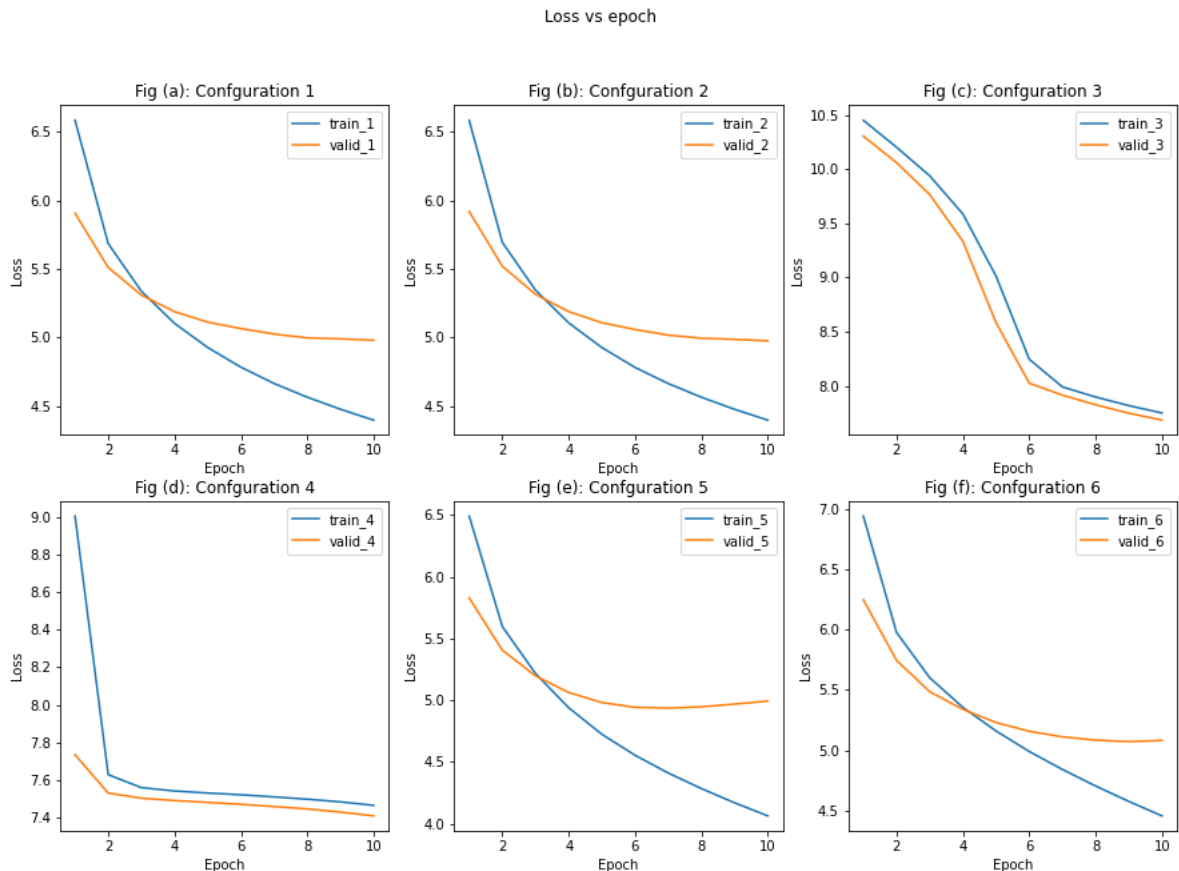 Loss vs epoch
Fig (a): Confguration 1
6.5
6.0
5.5
5.0
4.5
Loss
train_1
valid_1
2 4 6 8 10
Epoch
Fig (b): Confguration 2
6.5
6.0
5.5
5.0
4.5
Loss
train_2
valid_2
2 4 6 8 10
Epoch
Fig (c): Confguration 3
10.5
10.0
9.5
9.0
8.5
8.0
Loss
train_3
valid_3
2 4 6 8 10
Epoch
Fig (d): Confguration 4
9.0
8.8
8.6
8.4
8.2
8.0
7.8
7.6
7.4
Loss
train_4
valid_4
2 4 6 8 10
Epoch
Fig (e): Confguration 5
6.5
6.0
5.5
5.0
4.5
4.0
Loss
train_5
valid_5
2 4 6 8 10
Epoch
Fig (f): Confguration 6
7.0
6.5
6.0
5.5
5.0
4.5
Loss
train_6
valid_6
2 4 6 8 10
Epoch